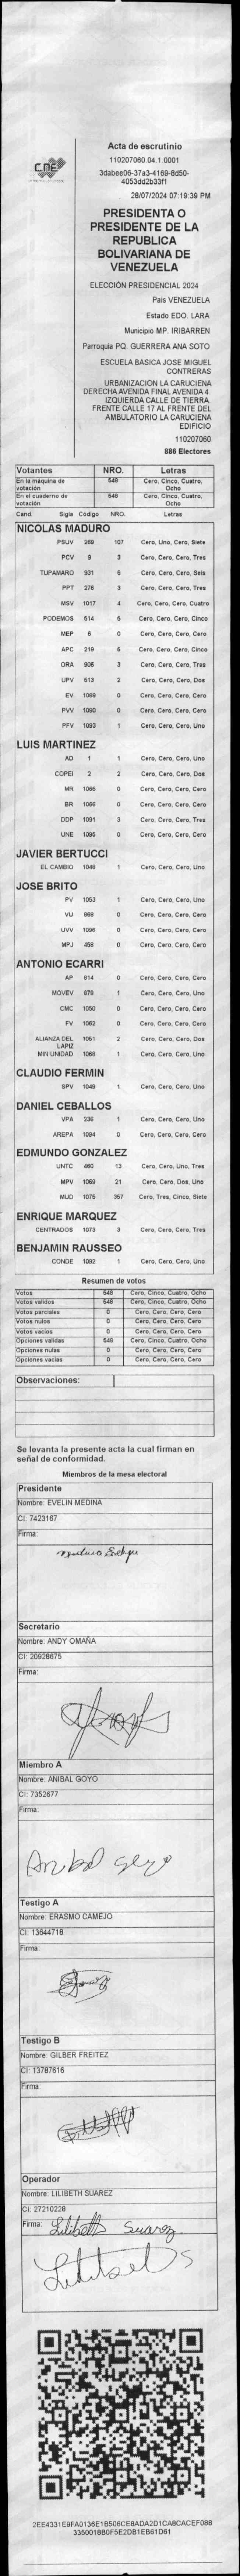 CNE
Acta de escrutinio
110207060.04.1.0001
3dabee06-37a3-4169-8d50-
4053dd2b33f1
28/07/2024 07:19:39 PM
PRESIDENTA O
PRESIDENTE DE LA
REPUBLICA
BOLIVARIANA DE
VENEZUELA
ELECCIÓN PRESIDENCIAL 2024
Pais VENEZUELA
Estado EDO. LARA
Municipio MP. IRIBARREN
Parroquia PQ. GUERRERA ANA SOTO
ESCUELA BASICA JOSE MIGUEL
CONTRERAS
URBANIZACION LA CARUCIENA
DERECHA AVENIDA FINAL AVENIDA 4.
IZQUIERDA CALLE DE TIERRA.
FRENTE CALLE 17 AL FRENTE DEL
AMBULATORIO LA CARUCIENA
EDIFICIO
110207060
886 Electores
Votantes NRO. Letras
En la máquina de votación 548 Cero, Cinco, Cuatro, Ocho
En el cuaderno de votación 548 Cero, Cinco, Cuatro, Ocho
Cand. Sigla Código NRO. Letras
NICOLAS MADURO
PSUV 269 107 Cero, Uno, Cero, Siete
PCV 9 3 Cero, Cero, Cero, Tres
TUPAMARO 931 6 Cero, Cero, Cero, Seis
PPT 276 3 Cero, Cero, Cero, Tres
MSV 1017 4 Cero, Cero, Cero, Cuatro
PODEMOS 514 5 Cero, Cero, Cero, Cinco
MEP 6 0 Cero, Cero, Cero, Cero
APC 219 5 Cero, Cero, Cero, Cinco
ORA 906 3 Cero, Cero, Cero, Tres
UPV 513 2 Cero, Cero, Cero, Dos
EV 1089 0 Cero, Cero, Cero, Cero
PVV 1090 0 Cero, Cero, Cero, Cero
PFV 1093 1 Cero, Cero, Cero, Uno
LUIS MARTINEZ
AD 1 1 Cero, Cero, Cero, Uno
COPEI 2 2 Cero, Cero, Cero, Dos
MR 1065 0 Cero, Cero, Cero, Cero
BR 1066 0 Cero, Cero, Cero, Cero
DDP 1091 3 Cero, Cero, Cero, Tres
UNE 1095 0 Cero, Cero, Cero, Cero
JAVIER BERTUCCI
EL CAMBIO 1046 1 Cero, Cero, Cero, Uno
JOSE BRITO
PV 1053 1 Cero, Cero, Cero, Uno
VU 988 0 Cero, Cero, Cero, Cero
UVV 1096 0 Cero, Cero, Cero, Cero
MPJ 458 0 Cero, Cero, Cero, Cero
ANTONIO ECARRI
AP 914 0 Cero, Cero, Cero, Cero
MOVEV 979 1 Cero, Cero, Cero, Uno
CMC 1050 0 Cero, Cero, Cero, Cero
FV 1062 0 Cero, Cero, Cero, Cero
ALIANZA DEL LAPIZ 1051 2 Cero, Cero, Cero, Dos
MIN UNIDAD 1068 1 Cero, Cero, Cero, Uno
CLAUDIO FERMIN
SPV 1049 1 Cero, Cero, Cero, Uno
DANIEL CEBALLOS
VPA 236 1 Cero, Cero, Cero, Uno
AREPA 1094 0 Cero, Cero, Cero, Cero
EDMUNDO GONZALEZ
UNTC 460 13 Cero, Cero, Uno, Tres
MPV 1069 21 Cero, Cero, Dos, Uno
MUD 1075 357 Cero, Tres, Cinco, Siete
ENRIQUE MARQUEZ
CENTRADOS 1073 3 Cero, Cero, Cero, Tres
BENJAMIN RAUSSEO
CONDE 1092 1 Cero, Cero, Cero, Uno
Resumen de votos
Votos 548 Cero, Cinco, Cuatro, Ocho
Votos validos 548 Cero, Cinco, Cuatro, Ocho
Votos parciales 0 Cero, Cero, Cero, Cero
Votos nulos 0 Cero, Cero, Cero, Cero
Votos vacios 0 Cero, Cero, Cero, Cero
Opciones validas 548 Cero, Cinco, Cuatro, Ocho
Opciones nulas 0 Cero, Cero, Cero, Cero
Opciones vacias 0 Cero, Cero, Cero, Cero
Observaciones:
Se levanta la presente acta la cual firman en
señal de conformidad.
Miembros de la mesa electoral
Presidente
Nombre: EVELIN MEDINA
CI: 7423167
Firma:
Secretario
Nombre: ANDY OMAÑA
CI: 20928675
Firma:
Miembro A
Nombre: ANIBAL GOYO
CI: 7352677
Firma:
Anibal Goyo
Testigo A
Nombre: ERASMO CAMEJO
CI: 13644718
Firma:
Testigo B
Nombre: GILBER FREITEZ
CI: 13787616
Firma:
Operador
Nombre: LILIBETH SUAREZ
CI: 27210228
Firma: Lilibeth Suarez
2EE4331E9FA0136E1B506CE8ADA2D1CA8CACEF088
3350018B0F5E2DB1EB61D61